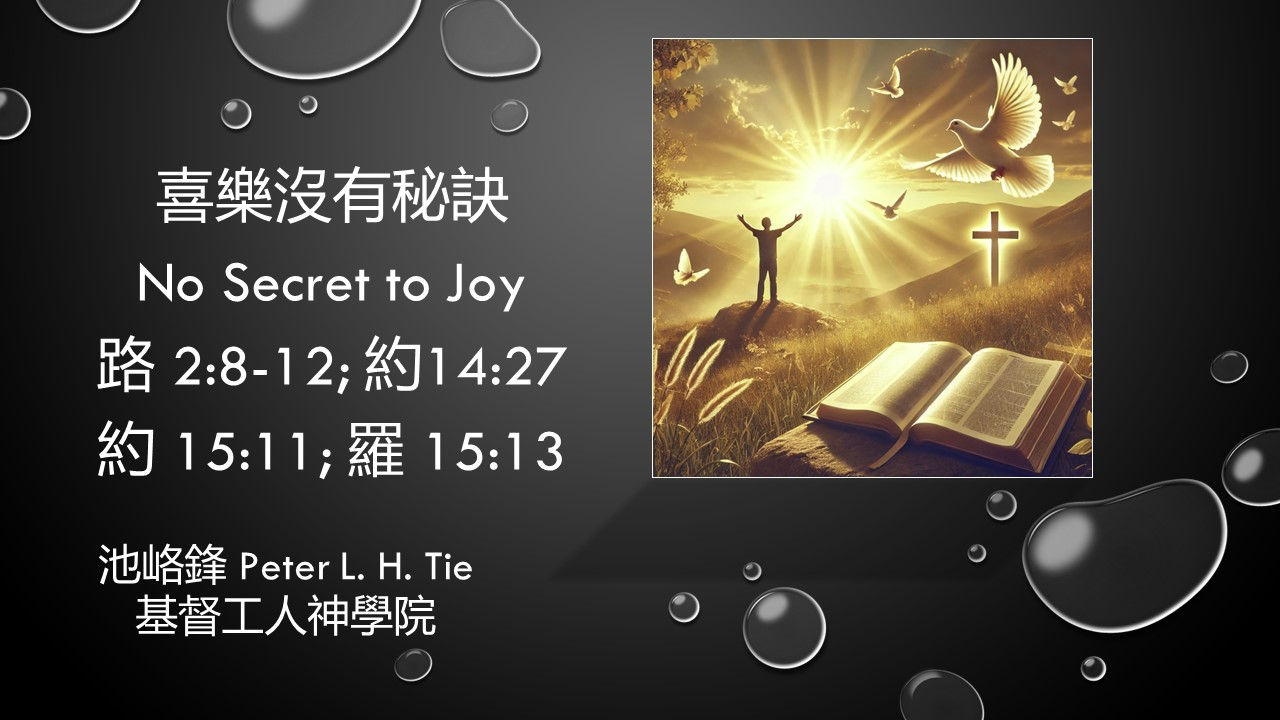 喜樂沒有秘訣
No Secret to Joy
路 2:8-12; 約14:27
約 15:11; 羅 15:13
池峈鋒 Peter L. H. Tie
基督工人神學院